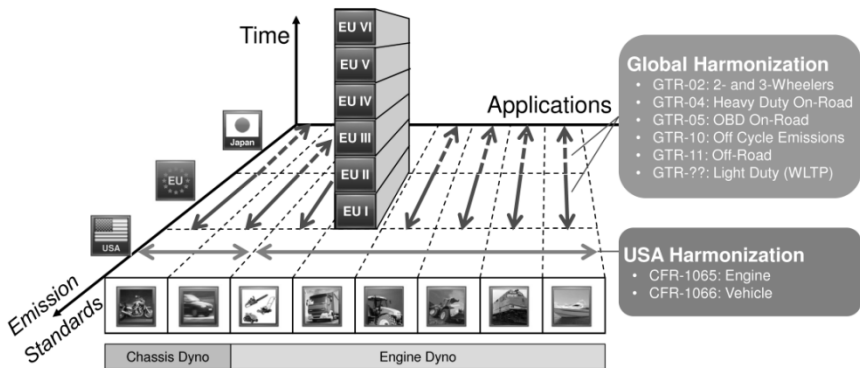 Time
EU VI
EU V
EU IV
EU III
EU II
EU I
Japan
EU
USA
Applications
Emission
Standards
Global Harmonization
• GTR-02: 2- and 3-Wheelers
• GTR-04: Heavy Duty On-Road
• GTR-05: OBD On-Road
• GTR-10: Off Cycle Emissions
• GTR-11: Off-Road
• GTR-??: Light Duty (WLTP)
USA Harmonization
• CFR-1065: Engine
• CFR-1066: Vehicle
Chassis Dyno
Engine Dyno